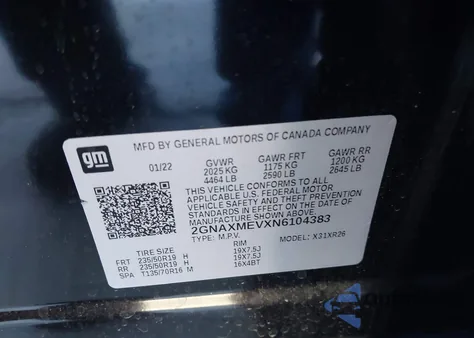 gm
MFD BY GENERAL MOTORS OF CANADA COMPANY
01/22 GVWR GAWR FRT GAWR RR
2025 KG 1175 KG 1200 KG
4464 LB 2590 LB 2645 LB
THIS VEHICLE CONFORMS TO ALL
APPLICABLE U.S. FEDERAL MOTOR
VEHICLE SAFETY AND THEFT PREVENTION
STANDARDS IN EFFECT ON THE DATE OF
MANUFACTURE SHOWN ABOVE.
2GNAXMEVXN6104383
TYPE: M.P.V. MODEL: X31XR26
TIRE SIZE RIM
FRT 235/50R19 H 19X7.5J
RR 235/50R19 H 19X7.5J
SPA T135/70R16 M 16X4BT